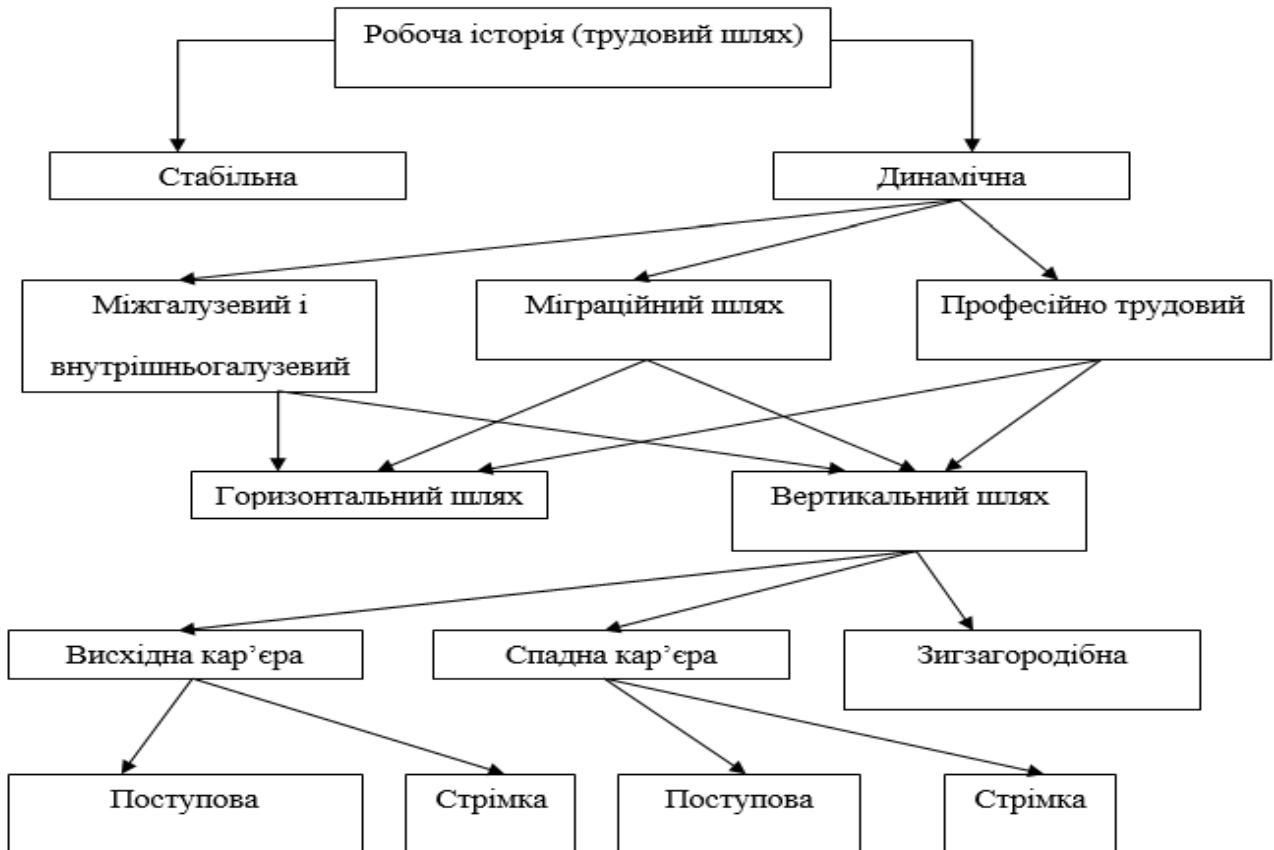 Робоча історія (трудовий шлях)
Стабільна
Динамічна
Міжгалузевий і
внутрішньогалузевий
Міграційний шлях
Професійно трудовий
Горизонтальний шлях
Вертикальний шлях
Висхідна кар’єра
Спадна кар’єра
Зигзагородібна
Поступова
Стрімка
Поступова
Стрімка